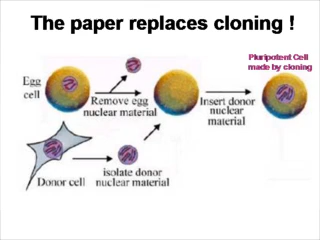 The paper replaces cloning !
Pluripotent Cell
made by cloning
Egg
cell
Remove egg
nuclear material
Insert donor
nuclear
material
Donor cell
isolate donor
nuclear material